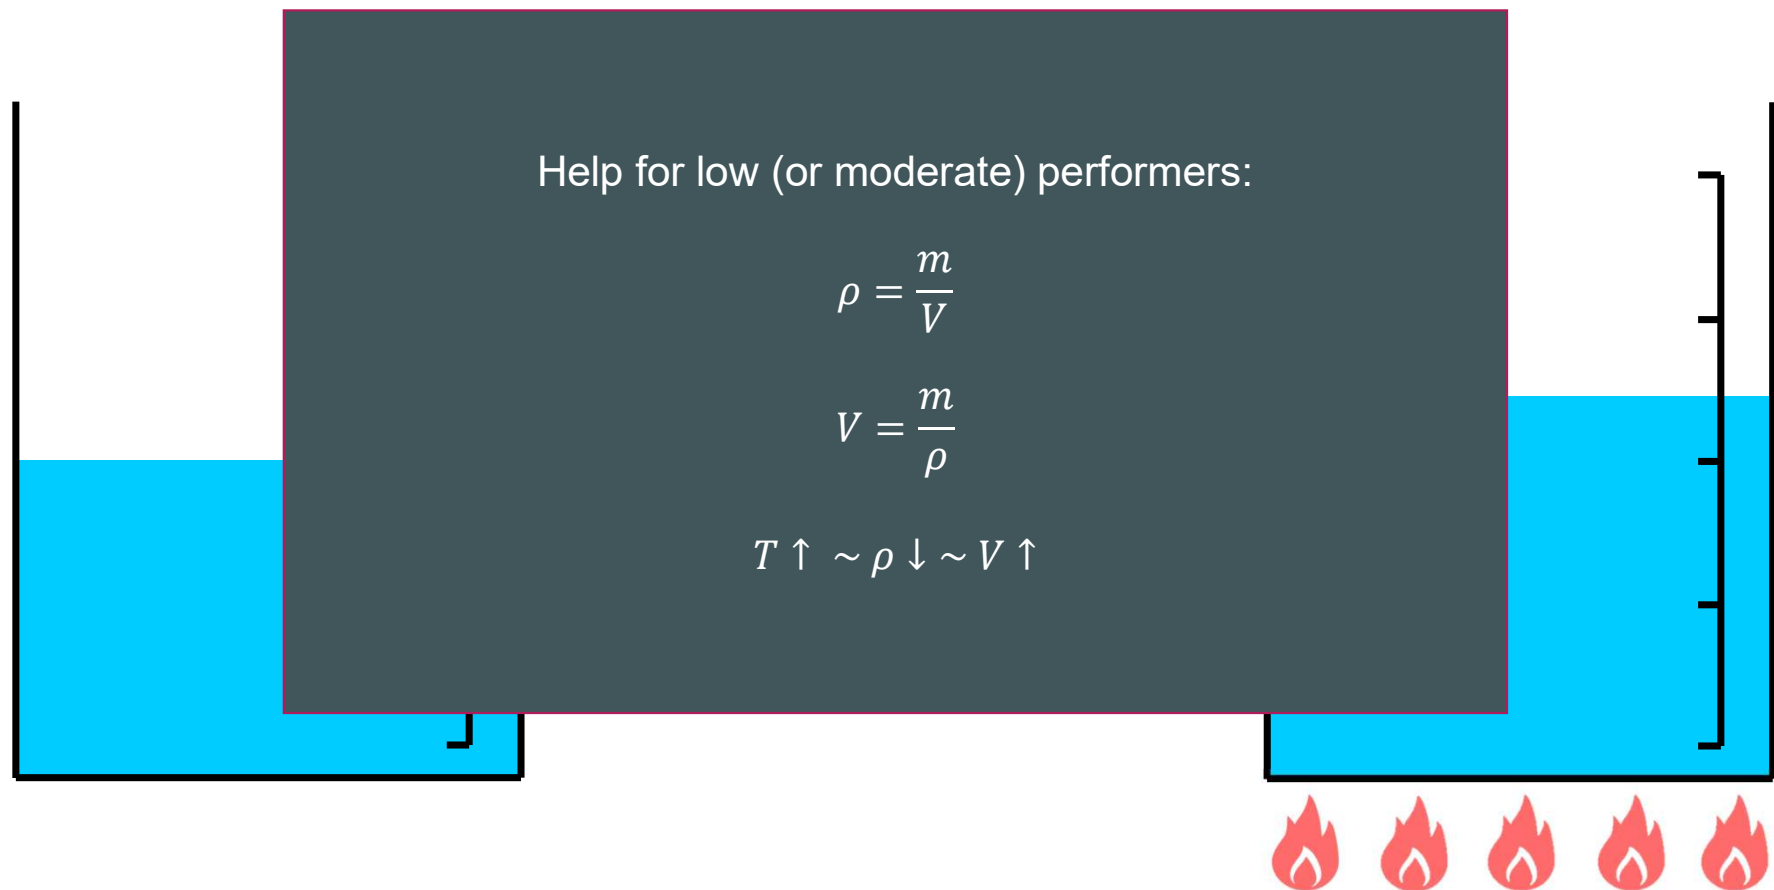 Help for low (or moderate) performers:
ρ = m/V
V = m/ρ
T ↑ ~ ρ ↓ ~ V ↑